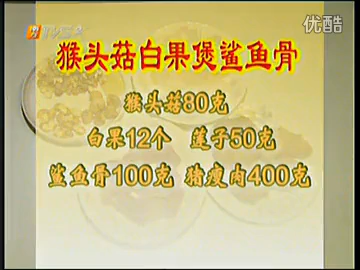 优酷
猴头菇白果煲鲨鱼骨
猴头菇80克
白果12个 莲子50克
鲨鱼骨100克 猪瘦肉400克